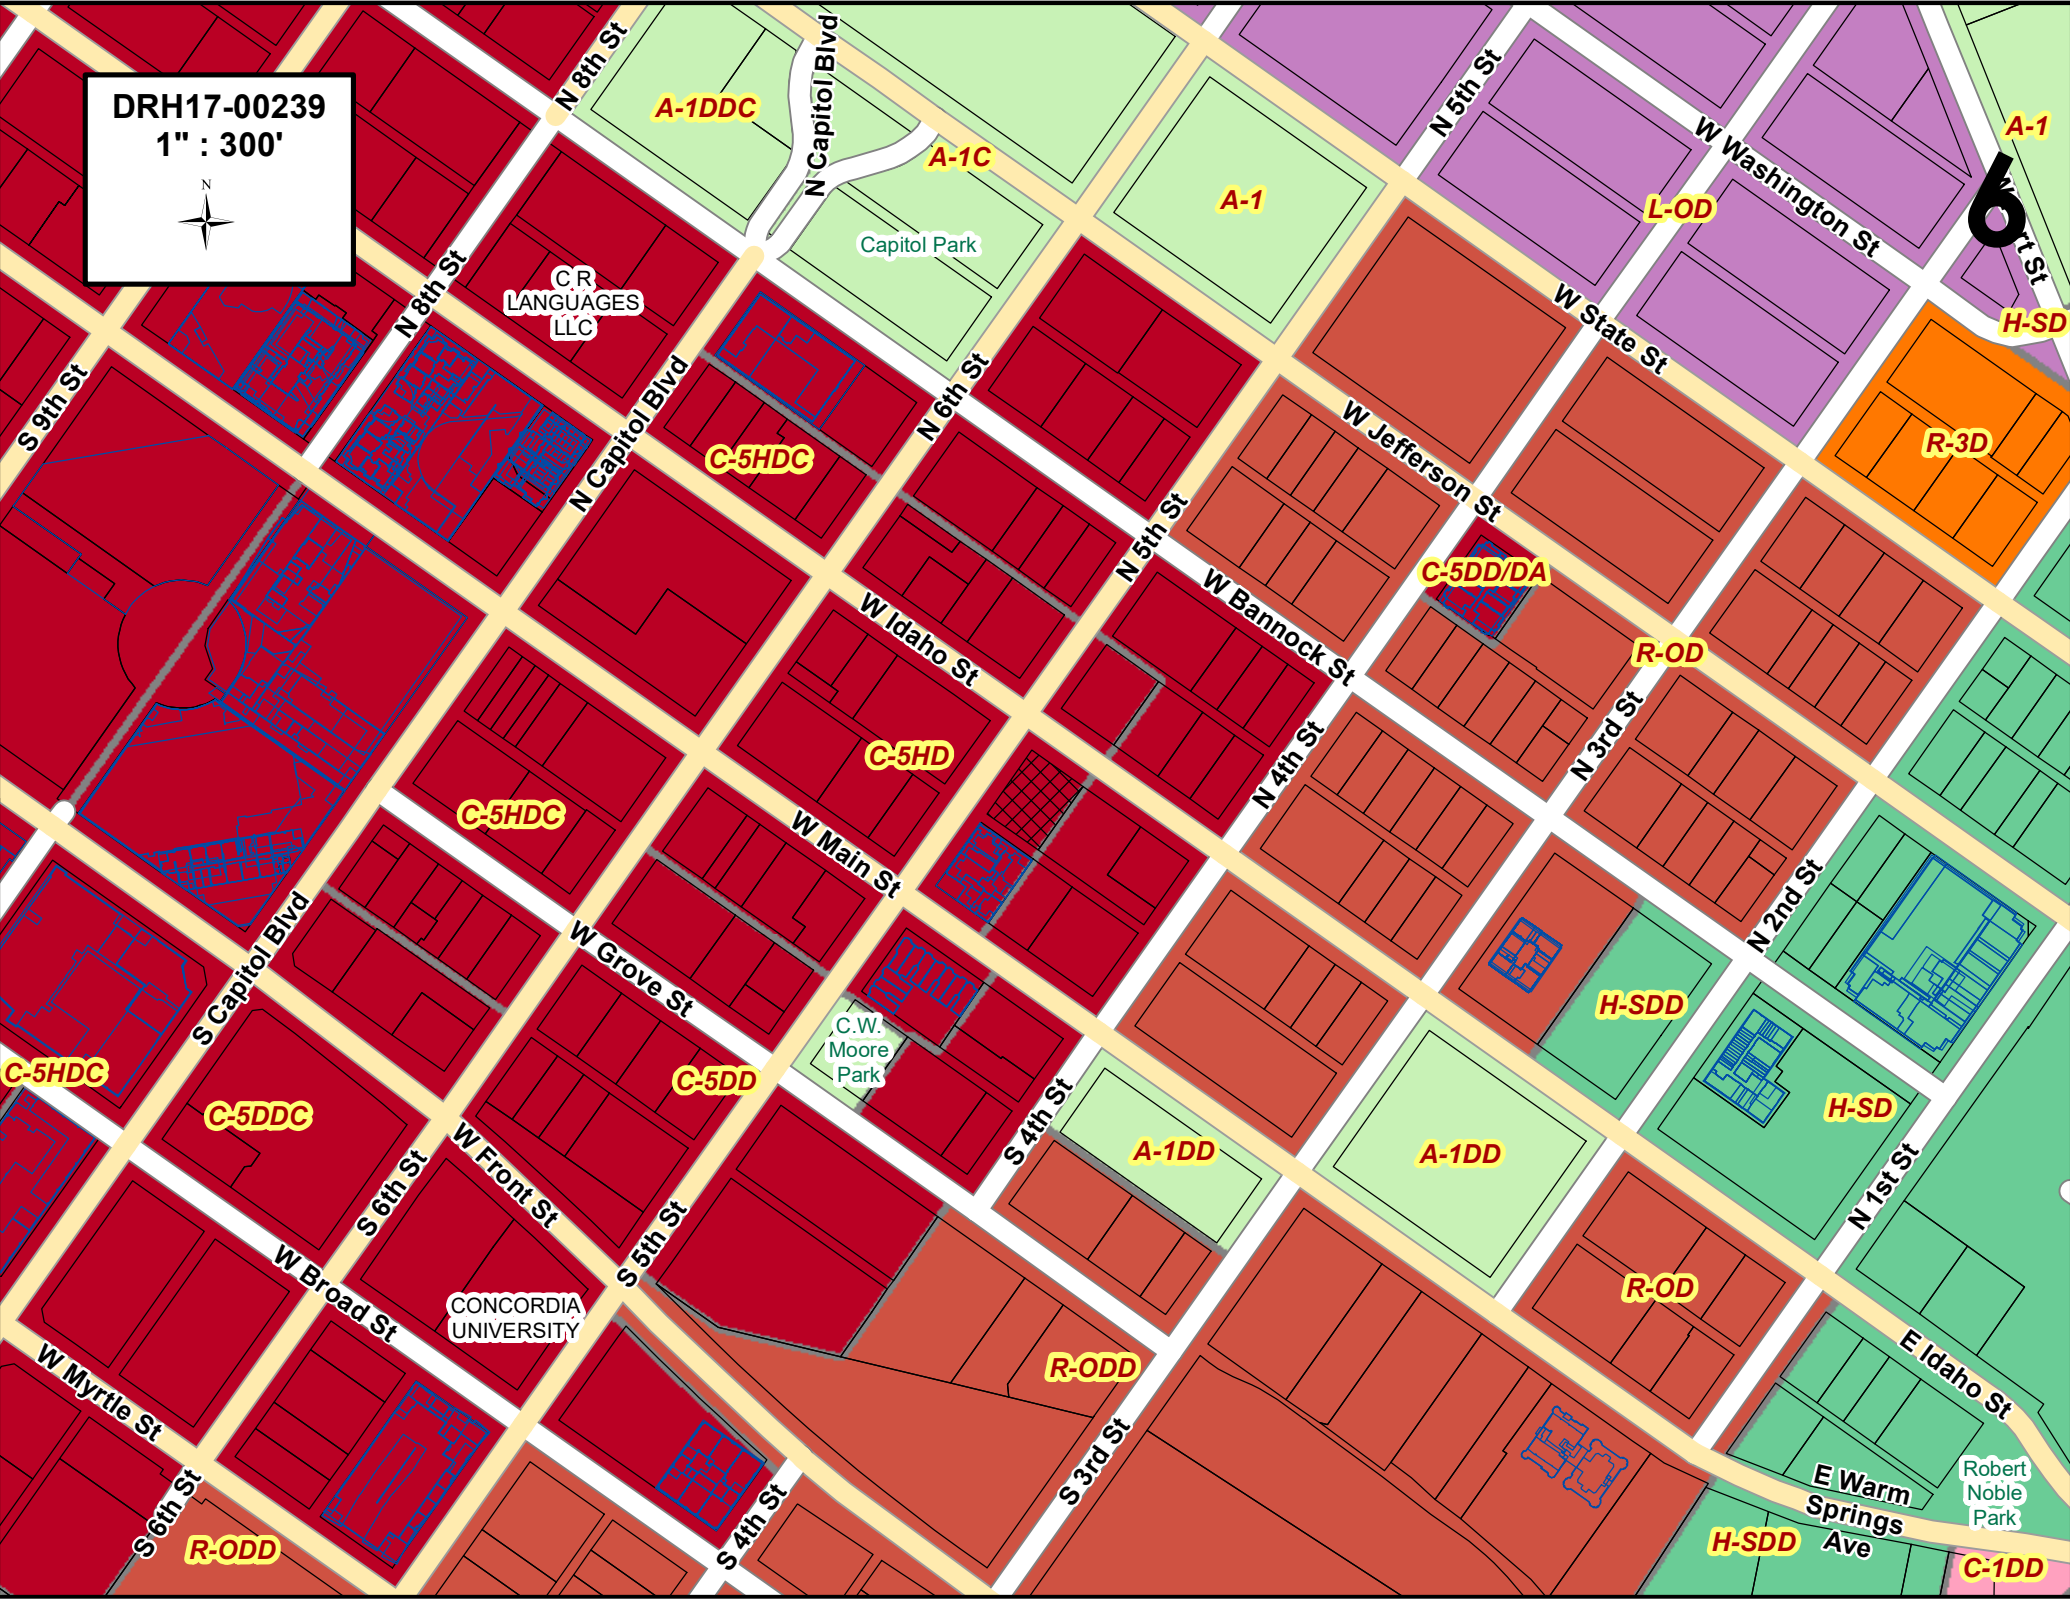 DRH17-00239
1" : 300'
N
N 8th St
N Capitol Blvd
A-1DDC
A-1C
N Capitol Blvd
Capitol Park
A-1
N 5th St
W Washington St
L-OD
A-1
6
H-SD
W State St
R-3D
N 8th St
C R
LANGUAGES
LLC
S 9th St
N Capitol Blvd
N 6th St
C-5HDC
W Jefferson St
N 5th St
C-5DD/DA
W Bannock St
W Idaho St
R-OD
N 3rd St
N 4th St
C-5HD
C-5HDC
W Main St
N 2nd St
S Capitol Blvd
W Grove St
H-SDD
C.W.
Moore
Park
C-5HDC
C-5DD
C-5DDC
S 4th St
A-1DD
A-1DD
H-SD
W Front St
S 6th St
N 1st St
S 5th St
W Broad St
R-OD
CONCORDIA
UNIVERSITY
R-ODD
E Idaho St
W Myrtle St
S 3rd St
E Warm
Springs
Ave
Robert
Noble
Park
S 6th St
S 4th St
R-ODD
H-SDD
C-1DD